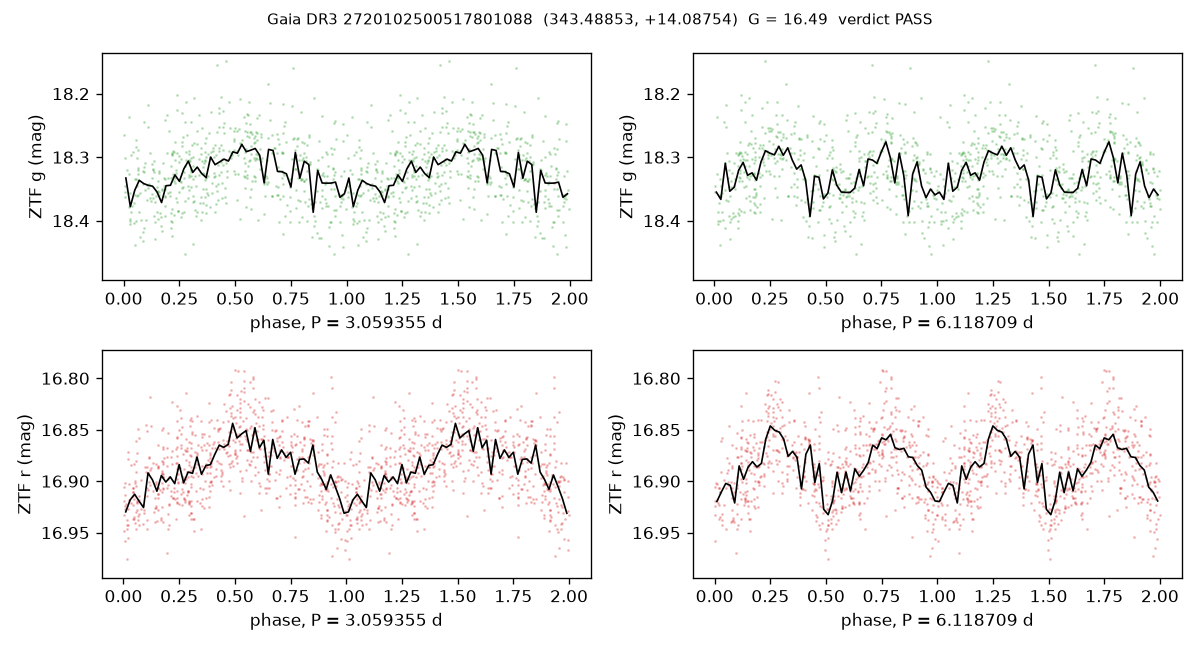 Gaia DR3 2720102500517801088 (343.48853, +14.08754) G = 16.49 verdict PASS
ZTF g (mag)
18.2
18.3
18.4
0.00 0.25 0.50 0.75 1.00 1.25 1.50 1.75 2.00
phase, P = 3.059355 d
ZTF g (mag)
18.2
18.3
18.4
0.00 0.25 0.50 0.75 1.00 1.25 1.50 1.75 2.00
phase, P = 6.118709 d
ZTF r (mag)
16.80
16.85
16.90
16.95
0.00 0.25 0.50 0.75 1.00 1.25 1.50 1.75 2.00
phase, P = 3.059355 d
ZTF r (mag)
16.80
16.85
16.90
16.95
0.00 0.25 0.50 0.75 1.00 1.25 1.50 1.75 2.00
phase, P = 6.118709 d